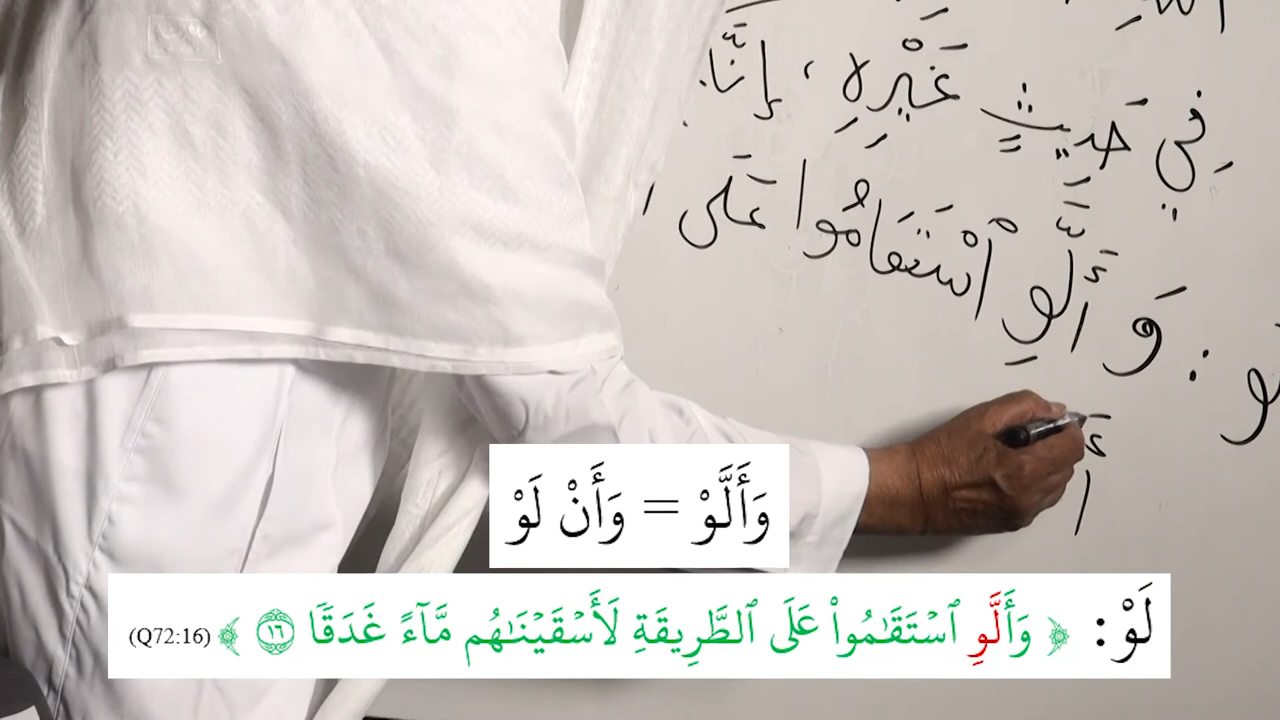 فِي حَدِيثٍ غَيْرِهِ، إِنَّا
: وَأَلَّوِ ٱسْتَقَامُوا عَلَى ا
أَ
وَأَلَّوْ = وَأَنْ لَوْ
لَوْ: ﴿ وَأَلَّوِ ٱسْتَقَـٰمُوا۟ عَلَى ٱلطَّرِيقَةِ لَأَسْقَيْنَـٰهُم مَّآءً غَدَقًا ١٦ ﴾ (Q72:16)